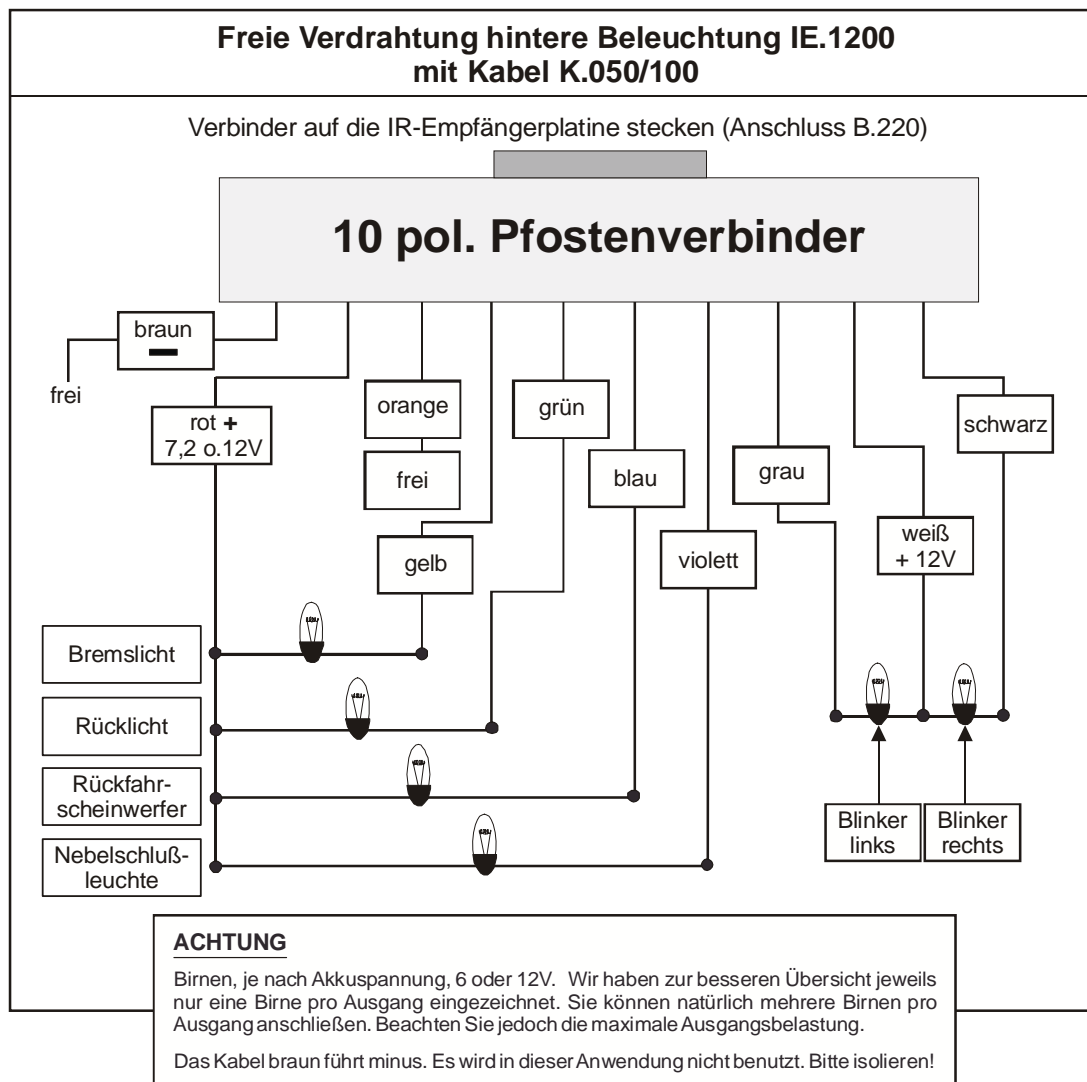 Freie Verdrahtung hintere Beleuchtung IE.1200
mit Kabel K.050/100
Verbinder auf die IR-Empfängerplatine stecken (Anschluss B.220)
10 pol. Pfostenverbinder
braun
frei
rot +
7,2 o.12V
orange
frei
gelb
grün
blau
violett
grau
weiß
+ 12V
schwarz
Bremslicht
Rücklicht
Rückfahr-
scheinwerfer
Nebelschluß-
leuchte
Blinker
links
Blinker
rechts
ACHTUNG
Birnen, je nach Akkuspannung, 6 oder 12V. Wir haben zur besseren Übersicht jeweils
nur eine Birne pro Ausgang eingezeichnet. Sie können natürlich mehrere Birnen pro
Ausgang anschließen. Beachten Sie jedoch die maximale Ausgangsbelastung.
Das Kabel braun führt minus. Es wird in dieser Anwendung nicht benutzt. Bitte isolieren!